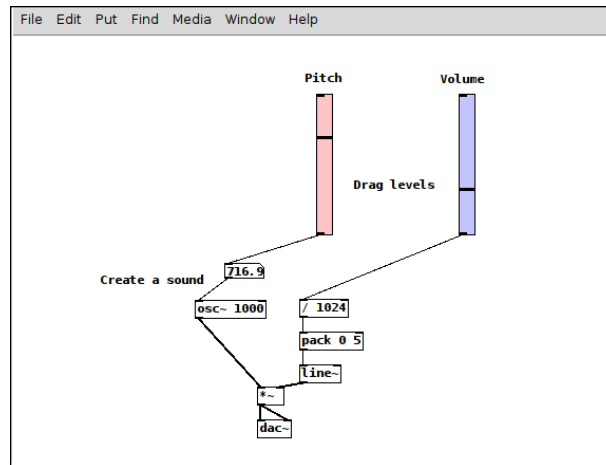 File Edit Put Find Media Window Help
Pitch
Volume
Drag levels
716.9
Create a sound
osc~ 1000
/ 1024
pack 0 5
line~
*~
dac~